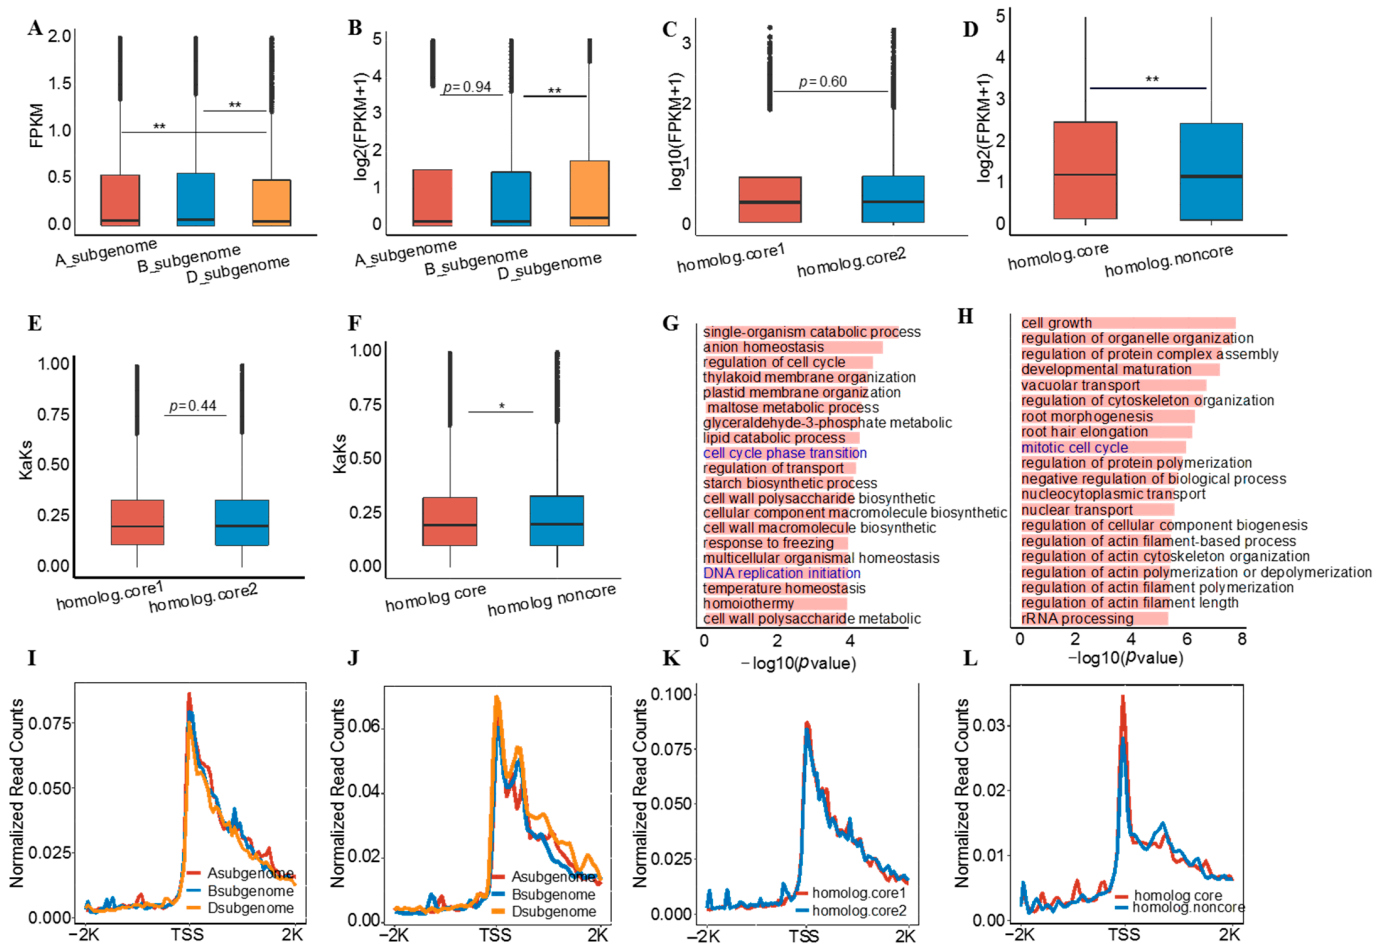 A
FPKM
2.0
1.5
1.0
0.5
0.0
**
**
A_subgenome
B_subgenome
D_subgenome
B
log2(FPKM+1)
5
4
3
2
1
0
p=0.94
**
A_subgenome
B_subgenome
D_subgenome
C
log10(FPKM+1)
3
2
1
0
p=0.60
homolog.core1
homolog.core2
D
log2(FPKM+1)
5
4
3
2
1
0
**
homolog.core
homolog.noncore
E
KaKs
1.00
0.75
0.50
0.25
0.00
p=0.44
homolog.core1
homolog.core2
F
KaKs
1.00
0.75
0.50
0.25
0.00
*
homolog core
homolog noncore
G
single-organism catabolic process
anion homeostasis
regulation of cell cycle
thylakoid membrane organization
plastid membrane organization
maltose metabolic process
glyceraldehyde-3-phosphate metabolic
lipid catabolic process
cell cycle phase transition
regulation of transport
starch biosynthetic process
cell wall polysaccharide biosynthetic
cellular component macromolecule biosynthetic
cell wall macromolecule biosynthetic
response to freezing
multicellular organismal homeostasis
DNA replication initiation
temperature homeostasis
homoiothermy
cell wall polysaccharide metabolic
0 2 4
−log10(pvalue)
H
cell growth
regulation of organelle organization
regulation of protein complex assembly
developmental maturation
vacuolar transport
regulation of cytoskeleton organization
root morphogenesis
root hair elongation
mitotic cell cycle
regulation of protein polymerization
negative regulation of biological process
nucleocytoplasmic transport
nuclear transport
regulation of cellular component biogenesis
regulation of actin filament-based process
regulation of actin cytoskeleton organization
regulation of actin polymerization or depolymerization
regulation of actin filament polymerization
regulation of actin filament length
rRNA processing
0 2 4 6 8
−log10(pvalue)
I
Normalized Read Counts
0.075
0.050
0.025
0.000
Asubgenome
Bsubgenome
Dsubgenome
−2K TSS 2K
J
Normalized Read Counts
0.06
0.04
0.02
0.00
Asubgenome
Bsubgenome
Dsubgenome
−2K TSS 2K
K
Normalized Read Counts
0.100
0.075
0.050
0.025
0.000
homolog.core1
homolog.core2
−2K TSS 2K
L
Normalized Read Counts
0.03
0.02
0.01
0.00
homolog core
homolog.noncore
−2K TSS 2K